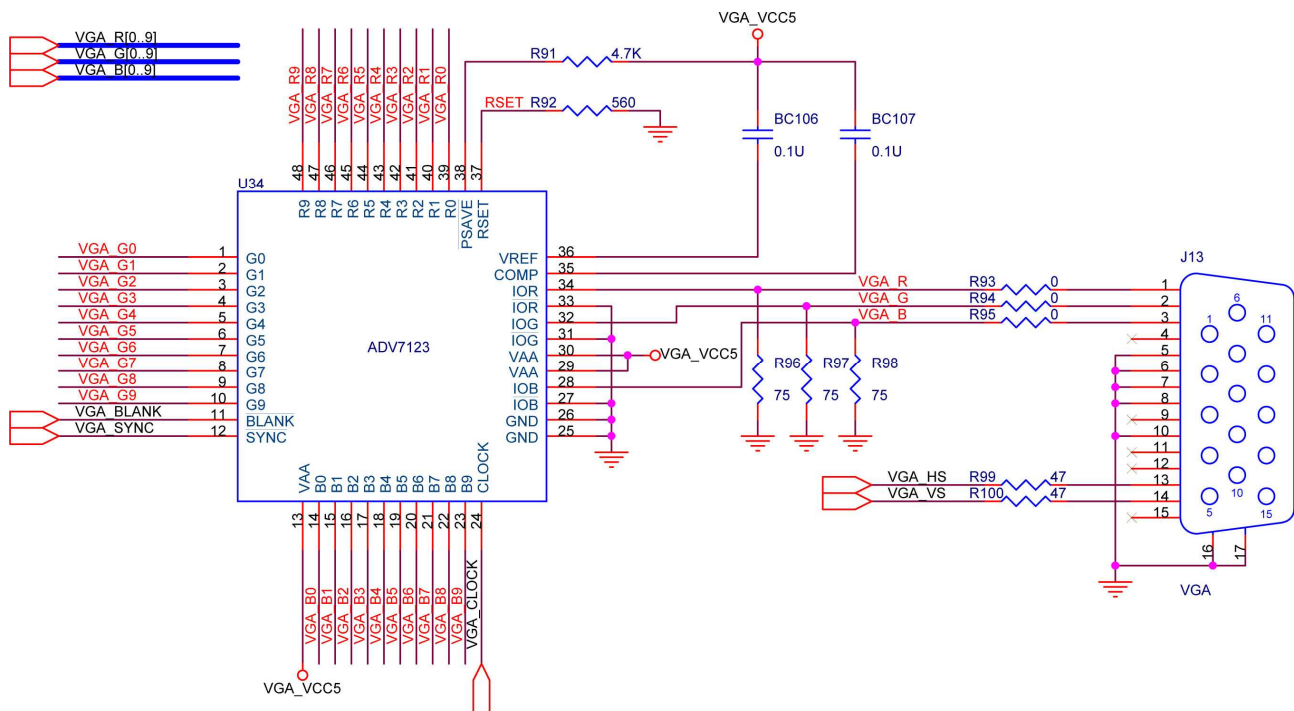 VGA_VCC5
VGA_R[0..9]
VGA_G[0..9]
VGA_B[0..9]
R91 4.7K
RSET R92 560
BC106
0.1U
BC107
0.1U
VGA_R9
VGA_R8
VGA_R7
VGA_R6
VGA_R5
VGA_R4
VGA_R3
VGA_R2
VGA_R1
VGA_R0
48 47 46 45 44 43 42 41 40 39 38 37
U34
R9 R8 R7 R6 R5 R4 R3 R2 R1 R0 PSAVE RSET
VGA_G0 1 G0
VGA_G1 2 G1
VGA_G2 3 G2
VGA_G3 4 G3
VGA_G4 5 G4
VGA_G5 6 G5
VGA_G6 7 G6
VGA_G7 8 G7
VGA_G8 9 G8
VGA_G9 10 G9
VGA_BLANK 11 BLANK
VGA_SYNC 12 SYNC
ADV7123
VREF 36
COMP 35
IOR 34
IOR 33
IOG 32
IOG 31
VAA 30
VAA 29
IOB 28
IOB 27
GND 26
GND 25
VGA_VCC5
VAA B0 B1 B2 B3 B4 B5 B6 B7 B8 B9 CLOCK
13 14 15 16 17 18 19 20 21 22 23 24
VGA_B0
VGA_B1
VGA_B2
VGA_B3
VGA_B4
VGA_B5
VGA_B6
VGA_B7
VGA_B8
VGA_B9
VGA_CLOCK
VGA_VCC5
VGA_R R93 0
VGA_G R94 0
VGA_B R95 0
R96
75
R97
75
R98
75
VGA_HS R99 47
VGA_VS R100 47
J13
1
2
3
4
5
6
7
8
9
10
11
12
13
14
15
6
1 11
10
5 15
16 17
VGA